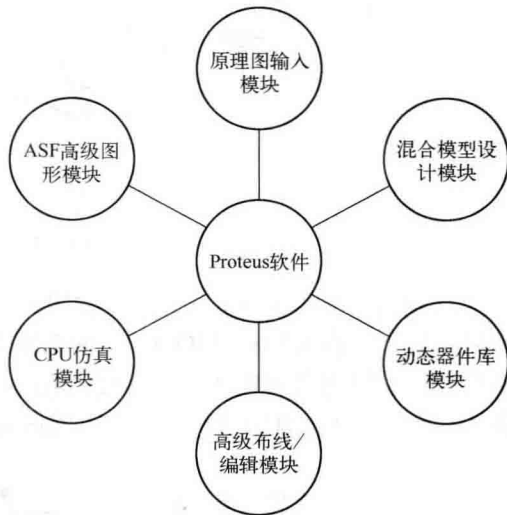 原理图输入
模块
ASF高级图
形模块
混合模型设
计模块
Proteus软件
CPU仿真
模块
动态器件库
模块
高级布线/
编辑模块